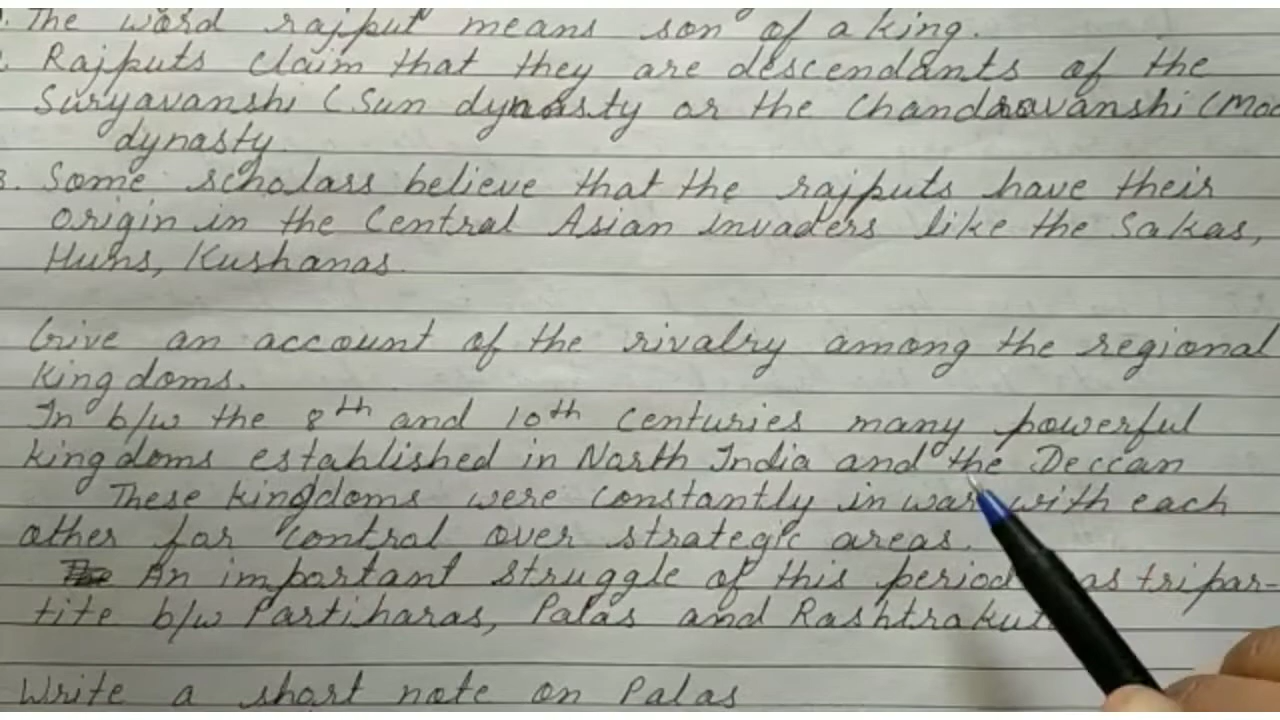 1. The word rajput means son of a king.
2. Rajputs claim that they are descendants of the
Suryavanshi (Sun dynasty or the Chandravanshi (Moo
dynasty.
3. Some scholars believe that the rajputs have their
origin in the Central Asian invaders like the Sakas,
Huns, Kushanas.
Give an account of the rivalry among the regional
kingdoms.
In b/w the 8th and 10th centuries many powerful
kingdoms established in North India and the Deccan
These kingdoms were constantly in war with each
other for control over strategic areas.
An important struggle of this period as tripar-
tite b/w Partiharas, Palas and Rashtrakut
Write a short note on Palas